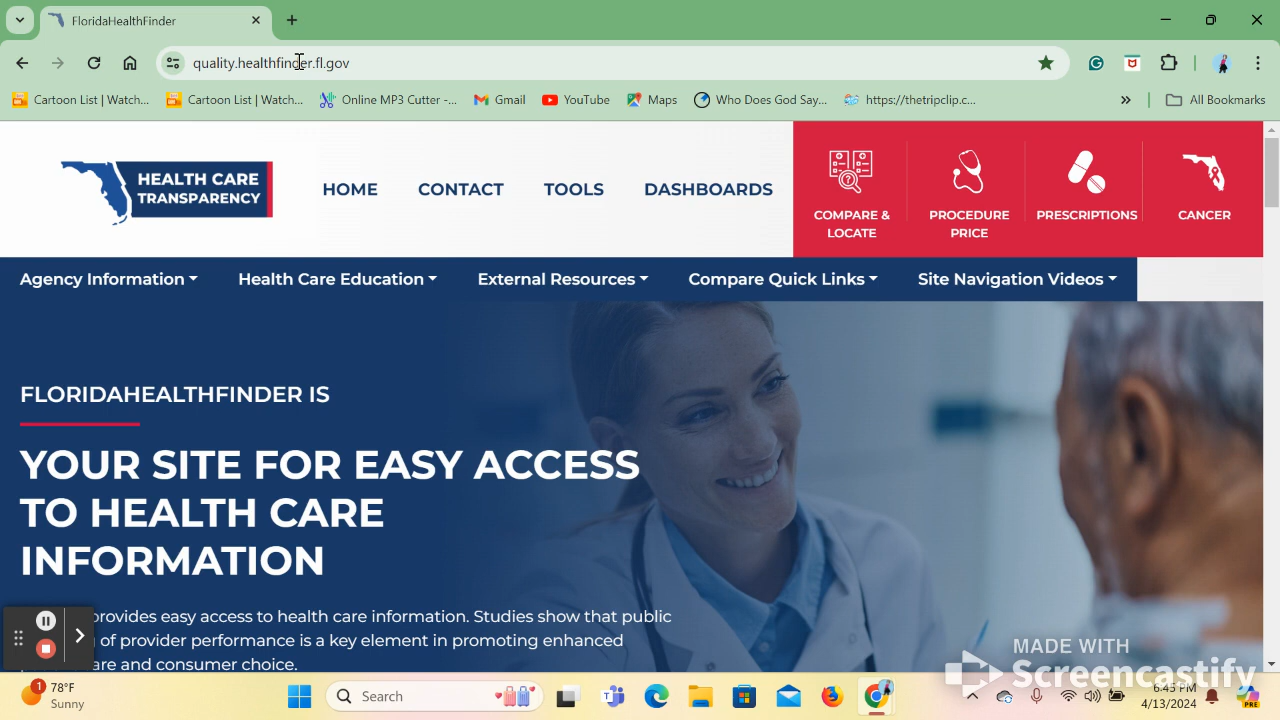 FloridaHealthFinder
quality.healthfinder.fl.gov
Cartoon List | Watch...
Cartoon List | Watch...
Online MP3 Cutter -...
Gmail
YouTube
Maps
Who Does God Say...
https://thetripclip.c...
All Bookmarks
HEALTH CARE
TRANSPARENCY
HOME
CONTACT
TOOLS
DASHBOARDS
COMPARE &
LOCATE
PROCEDURE
PRICE
PRESCRIPTIONS
CANCER
Agency Information
Health Care Education
External Resources
Compare Quick Links
Site Navigation Videos
FLORIDAHEALTHFINDER IS
YOUR SITE FOR EASY ACCESS
TO HEALTH CARE
INFORMATION
provides easy access to health care information. Studies show that public
of provider performance is a key element in promoting enhanced
and consumer choice.
MADE WITH
Screencastify
1
78°F
Sunny
Search
PRE
6:45 PM
4/13/2024